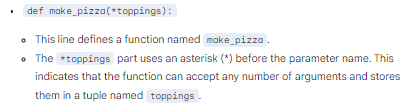 def make_pizza(*toppings):
This line defines a function named make_pizza.
The *toppings part uses an asterisk (*) before the parameter name. This
indicates that the function can accept any number of arguments and stores
them in a tuple named toppings.